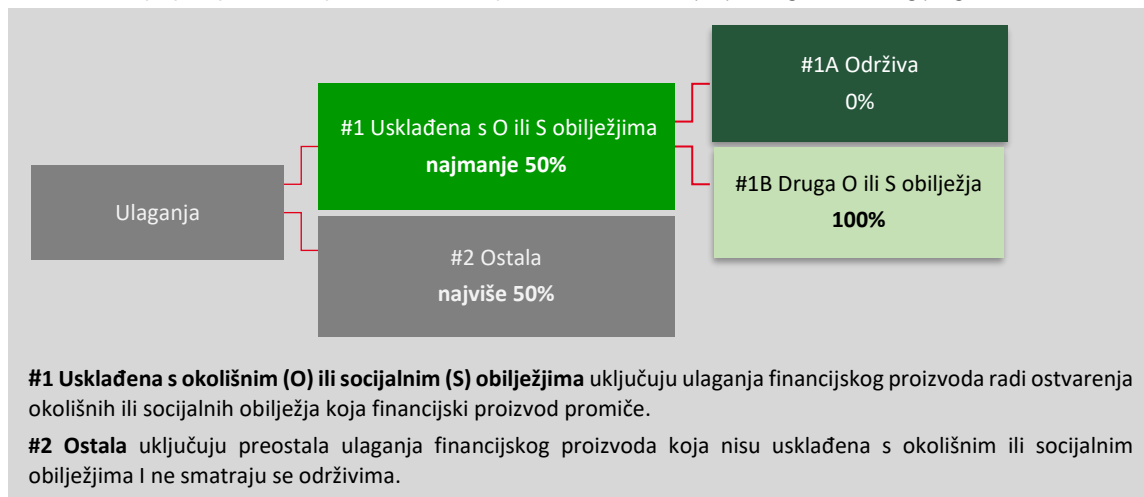 #1A Održiva
0%
#1 Usklađena s O ili S obilježjima
najmanje 50%
#1B Druga O ili S obilježja
100%
Ulaganja
#2 Ostala
najviše 50%
#1 Usklađena s okolišnim (O) ili socijalnim (S) obilježjima uključuju ulaganja financijskog proizvoda radi ostvarenja
okolišnih ili socijalnih obilježja koja financijski proizvod promiče.
#2 Ostala uključuju preostala ulaganja financijskog proizvoda koja nisu usklađena s okolišnim ili socijalnim
obilježjima I ne smatraju se održivima.